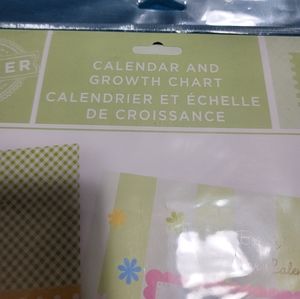 CALENDAR AND
GROWTH CHART
CALENDRIER ET ÉCHELLE
DE CROISSANCE